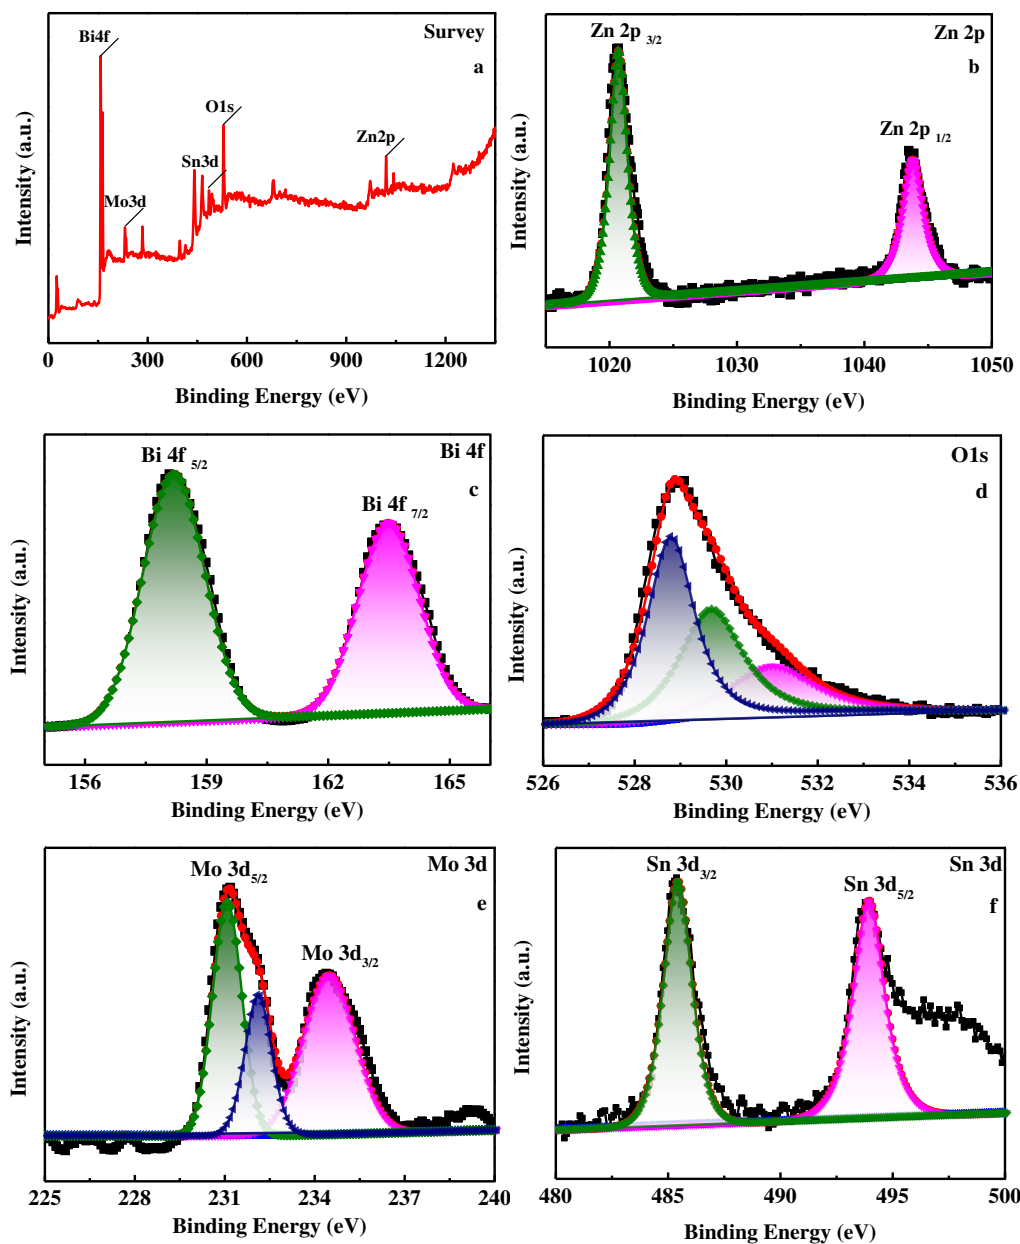 Survey
a
Bi4f
Mo3d
Sn3d
O1s
Zn2p
Intensity (a.u.)
0 300 600 900 1200
Binding Energy (eV)
Zn 2p
b
Zn 2p 3/2
Zn 2p 1/2
Intensity (a.u.)
1020 1030 1040 1050
Binding Energy (eV)
Bi 4f
c
Bi 4f 5/2
Bi 4f 7/2
Intensity (a.u.)
156 159 162 165
Binding Energy (eV)
O1s
d
Intensity (a.u.)
526 528 530 532 534 536
Binding Energy (eV)
Mo 3d
e
Mo 3d5/2
Mo 3d3/2
Intensity (a.u.)
225 228 231 234 237 240
Binding Energy (eV)
Sn 3d
f
Sn 3d3/2
Sn 3d5/2
Intensity (a.u.)
480 485 490 495 500
Binding Energy (eV)